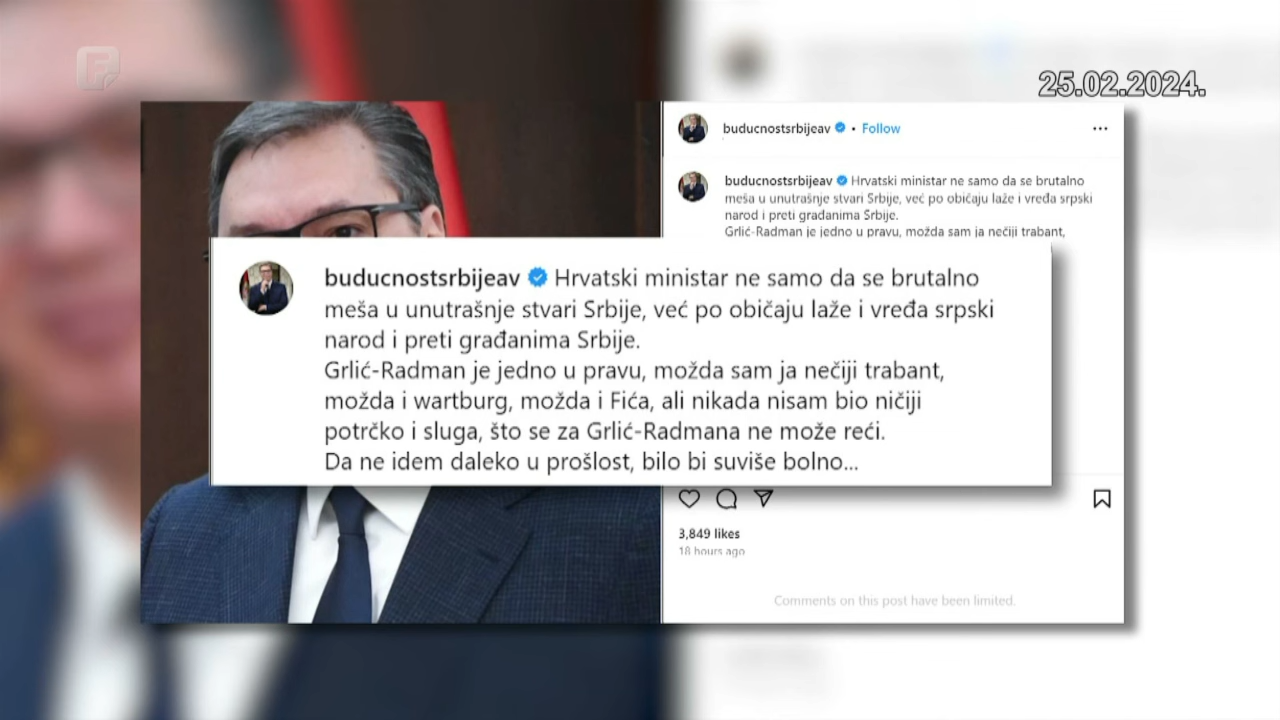 25.02.2024.
buducnostsrbijeav • Follow
buducnostsrbijeav Hrvatski ministar ne samo da se brutalno
meša u unutrašnje stvari Srbije, već po običaju laže i vređa srpski
narod i preti građanima Srbije.
Grlić-Radman je jedno u pravu, možda sam ja nečiji trabant,
buducnostsrbijeav Hrvatski ministar ne samo da se brutalno
meša u unutrašnje stvari Srbije, već po običaju laže i vređa srpski
narod i preti građanima Srbije.
Grlić-Radman je jedno u pravu, možda sam ja nečiji trabant,
možda i wartburg, možda i Fića, ali nikada nisam bio ničiji
potrčko i sluga, što se za Grlić-Radmana ne može reći.
Da ne idem daleko u prošlost, bilo bi suviše bolno...
3,849 likes
18 hours ago
Comments on this post have been limited.